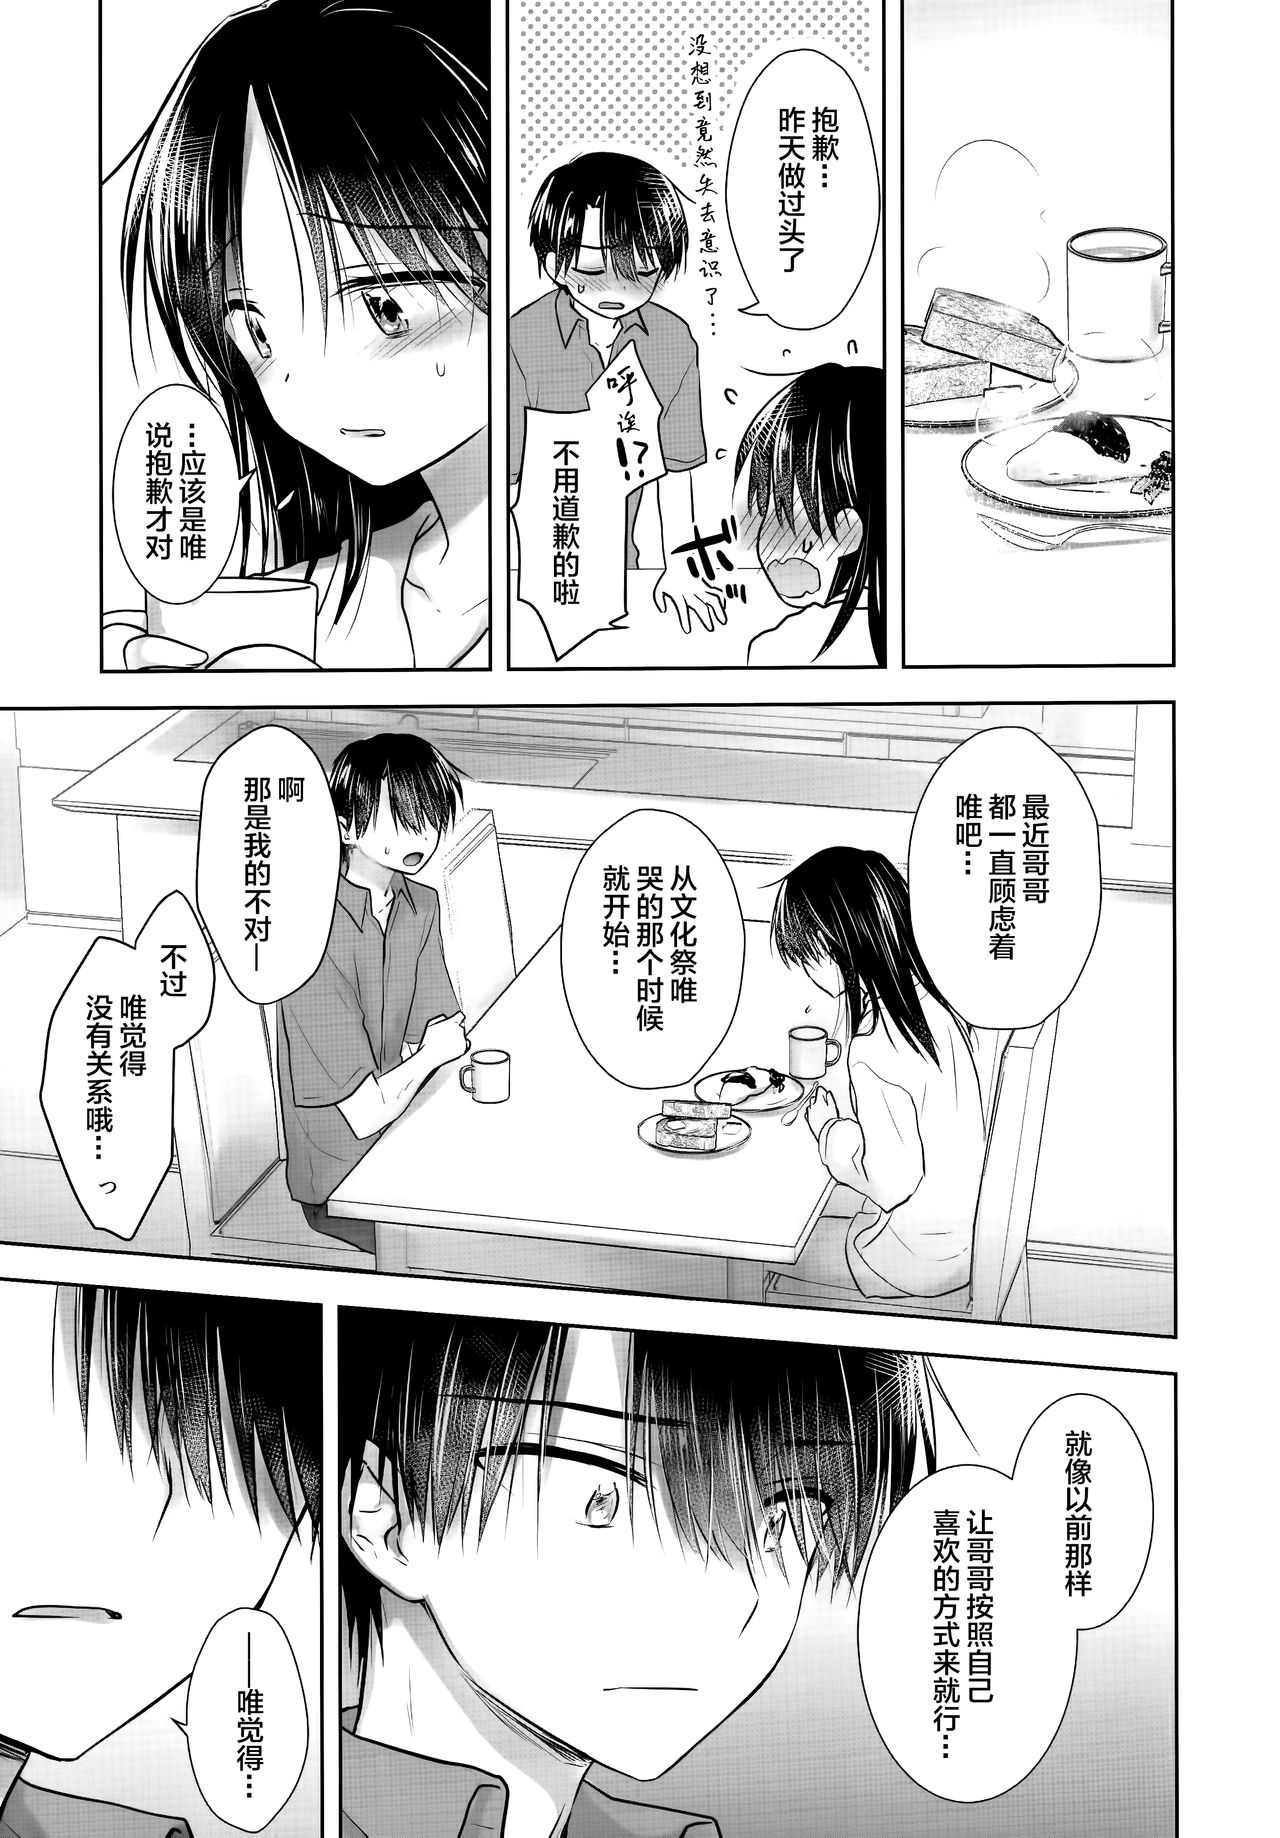 抱歉…
昨天做过头了
没想到竟然失去意识了…
呼诶!?
不用道歉的啦
ホッ
…应该是唯
说抱歉才对
最近哥哥
都一直顾虑着
唯吧…
从文化祭唯
哭的那个时候
就开始…
啊
那是我的不对—
不过
唯觉得
没有关系哦…
っ
就像以前那样
让哥哥按照自己
喜欢的方式来就行…
——唯觉得…